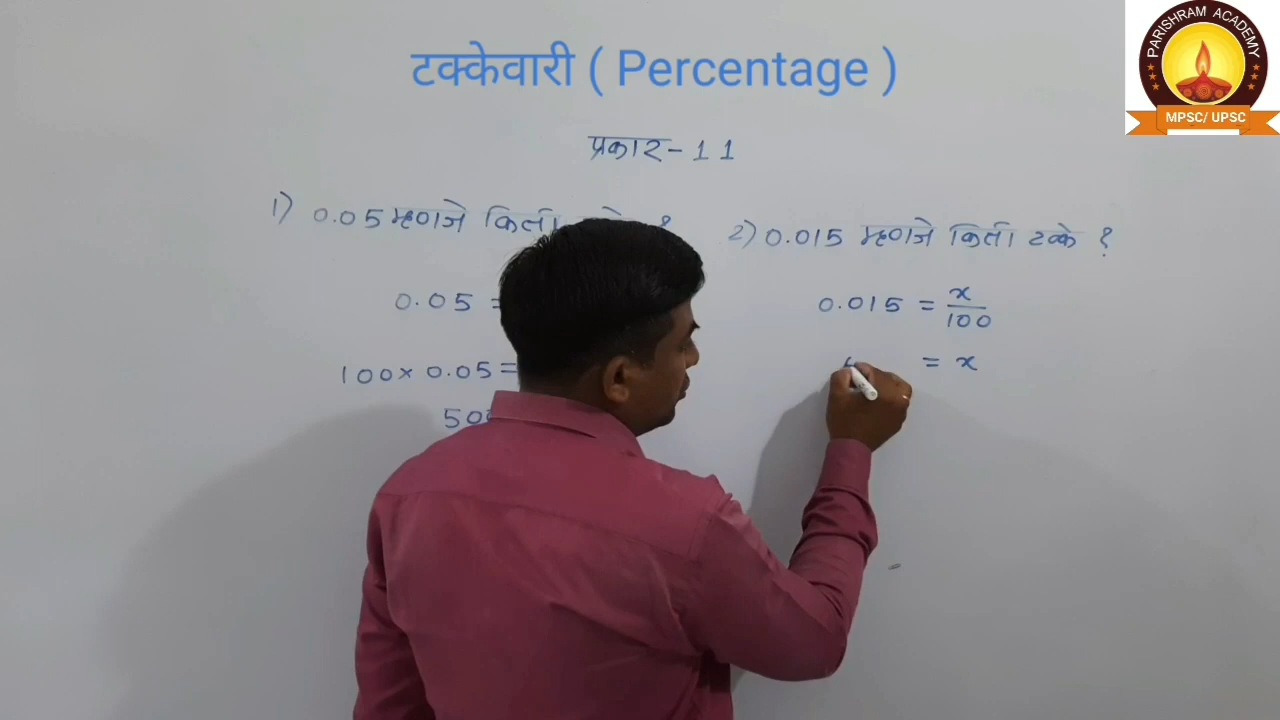 टक्केवारी ( Percentage )
PARISHRAM ACADEMY
MPSC/ UPSC
प्रकार - 11
1) 0.05 म्हणजे किती ?
0.05 =
100 × 0.05 =
50
2) 0.015 म्हणजे किती टक्के ?
0.015 = x/100
= x